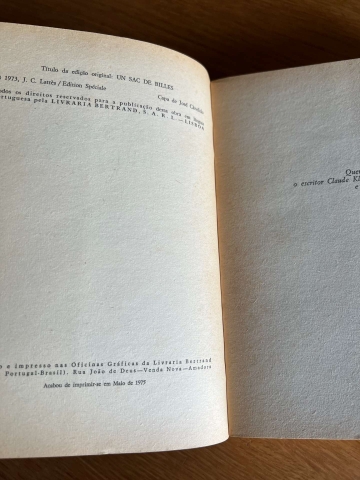 Título da edição original: UN SAC DE BILLES
1973, J. C. Lattès / Edition Spéciale
Capa de José Cândido
os direitos reservados para a publicação desta obra em língua
portuguesa pela LIVRARIA BERTRAND, S. A. R. L. — LISBOA
e impresso nas Oficinas Gráficas da Livraria Bertrand
Portugal-Brasil). Rua João de Deus—Venda Nova—Amadora
Acabou de imprimir-se em Maio de 1975
o escritor Claude
e